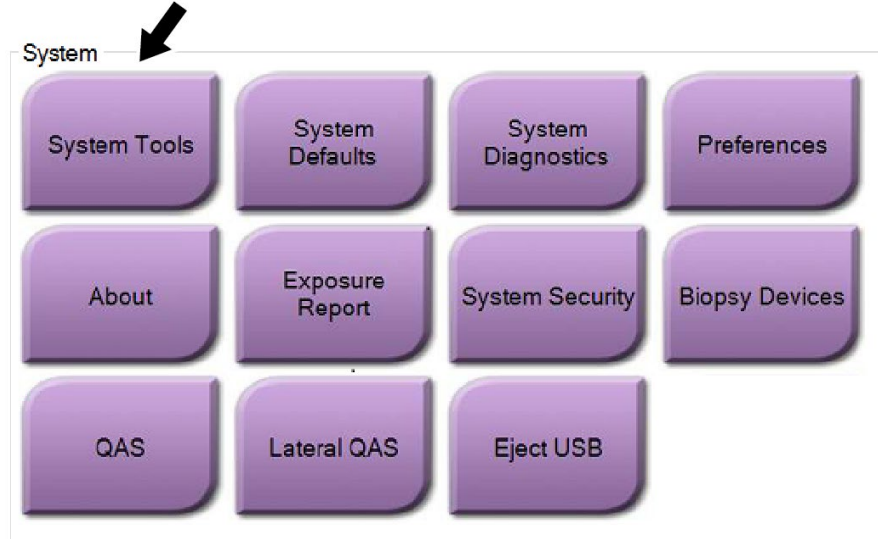 System
System Tools
System
Defaults
System
Diagnostics
Preferences
About
Exposure
Report
System Security
Biopsy Devices
QAS
Lateral QAS
Eject USB